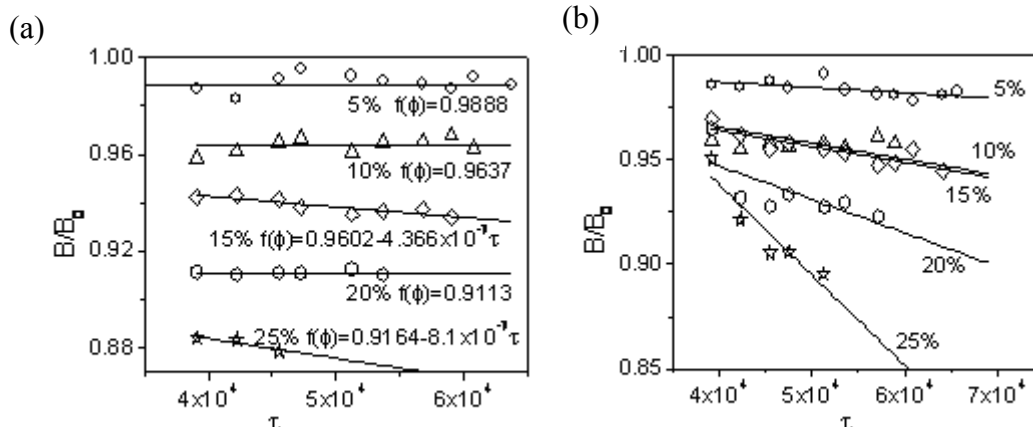 (a)
B/B₀
1.00
0.96
0.92
0.88
5% f(ϕ)=0.9888
10% f(ϕ)=0.9637
15% f(ϕ)=0.9602-4.366x10⁻⁷τ
20% f(ϕ)=0.9113
25% f(ϕ)=0.9164-8.1x10⁻⁷τ
4x10⁴
5x10⁴
6x10⁴
τ
(b)
B/B₀
1.00
0.95
0.90
0.85
5%
10%
15%
20%
25%
4x10⁴
5x10⁴
6x10⁴
7x10⁴
τ